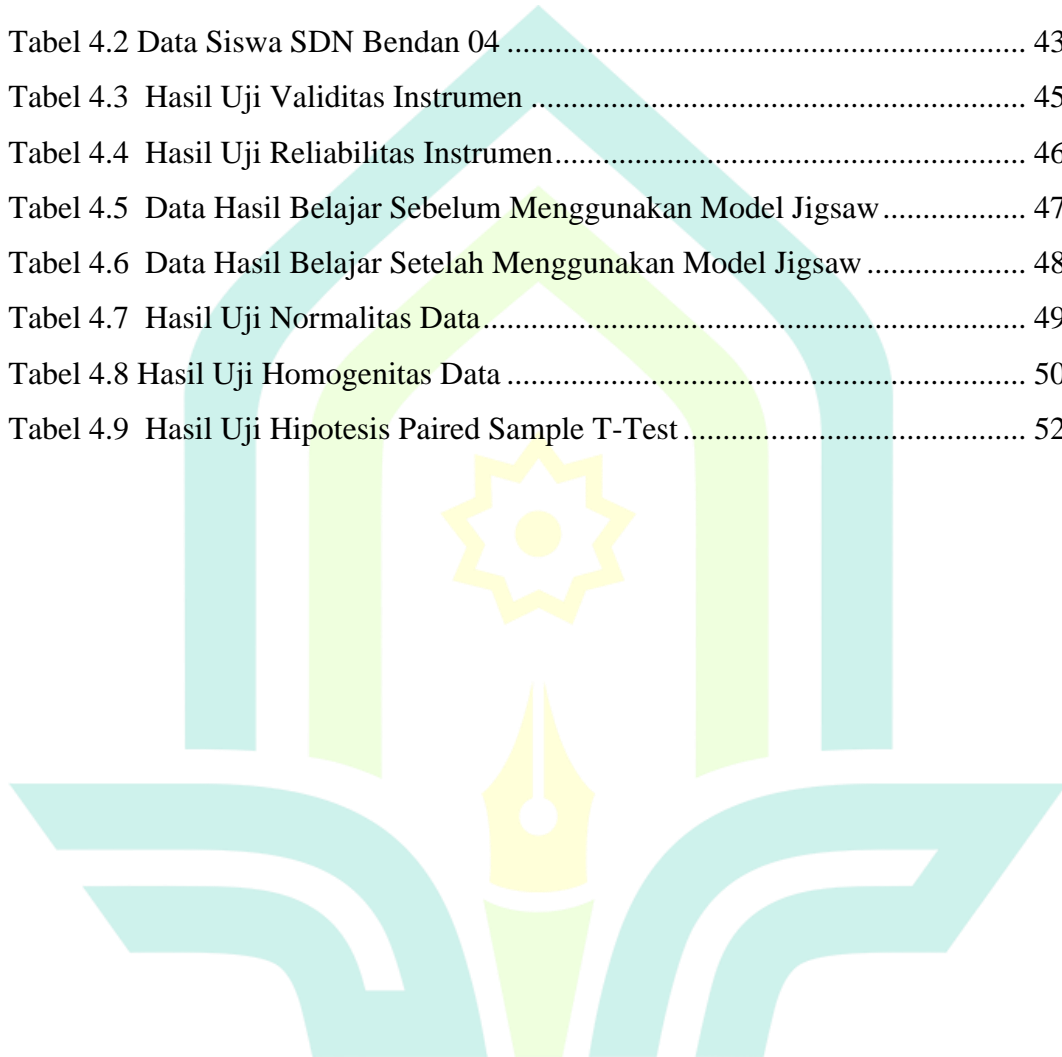 Tabel 4.2 Data Siswa SDN Bendan 04 ........................................................................ 43
Tabel 4.3  Hasil Uji Validitas Instrumen ...................................................................... 45
Tabel 4.4  Hasil Uji Reliabilitas Instrumen.................................................................. 46
Tabel 4.5  Data Hasil Belajar Sebelum Menggunakan Model Jigsaw.................... 47
Tabel 4.6  Data Hasil Belajar Setelah Menggunakan Model Jigsaw ...................... 48
Tabel 4.7  Hasil Uji Normalitas Data............................................................................ 49
Tabel 4.8 Hasil Uji Homogenitas Data ........................................................................ 50
Tabel 4.9  Hasil Uji Hipotesis Paired Sample T-Test ................................................ 52